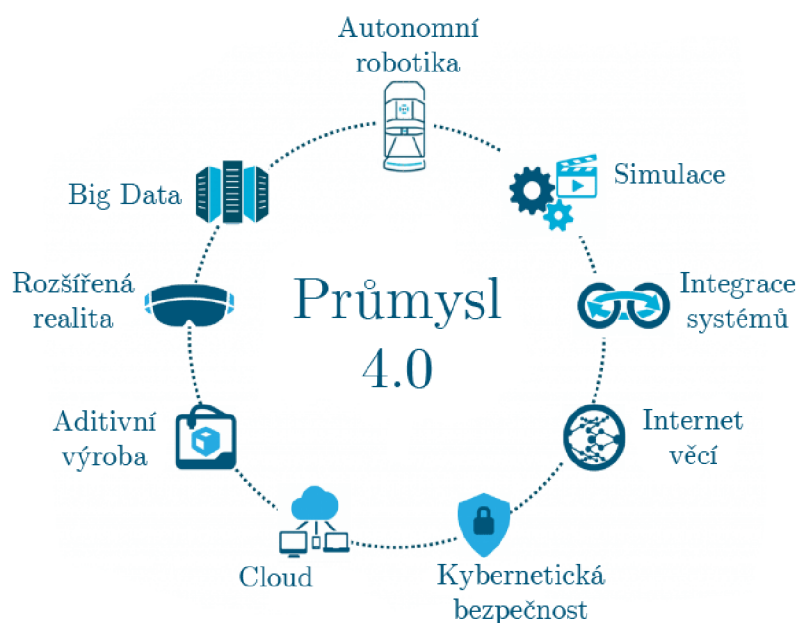 Autonomní
robotika
Simulace
Big Data
Rozšířená
realita
Průmysl
4.0
Integrace
systémů
Aditivní
výroba
Internet
věcí
Cloud
Kybernetická
bezpečnost